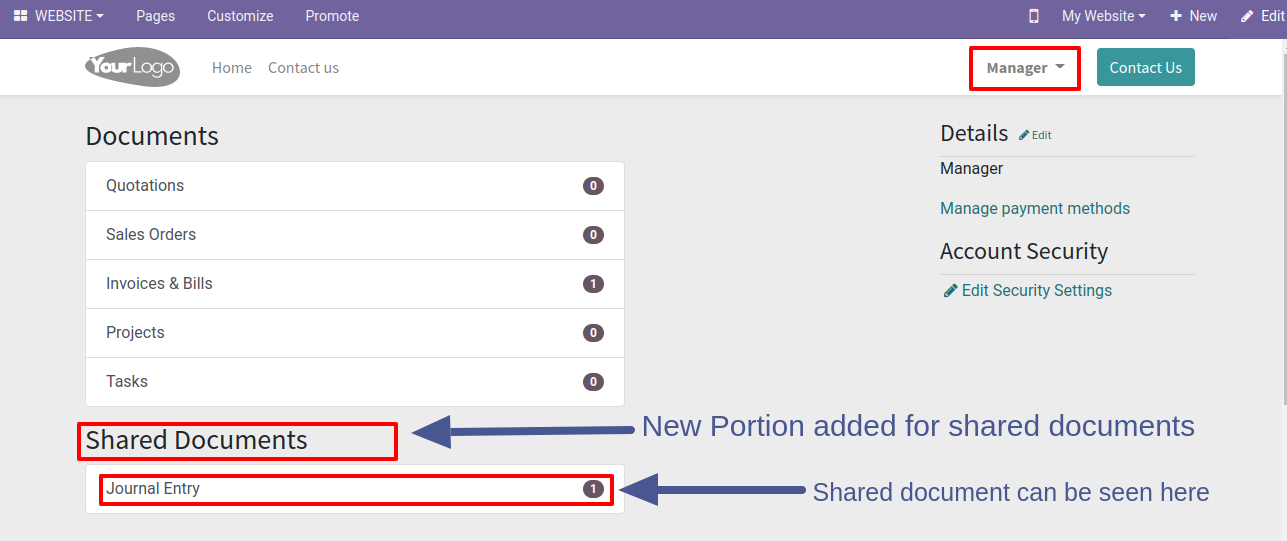 WEBSITE Pages Customize Promote My Website New Edit
YourLogo Home Contact us Manager Contact Us
Documents
Quotations 0
Sales Orders 0
Invoices & Bills 1
Projects 0
Tasks 0
Details Edit
Manager
Manage payment methods
Account Security
Edit Security Settings
Shared Documents New Portion added for shared documents
Journal Entry 1 Shared document can be seen here